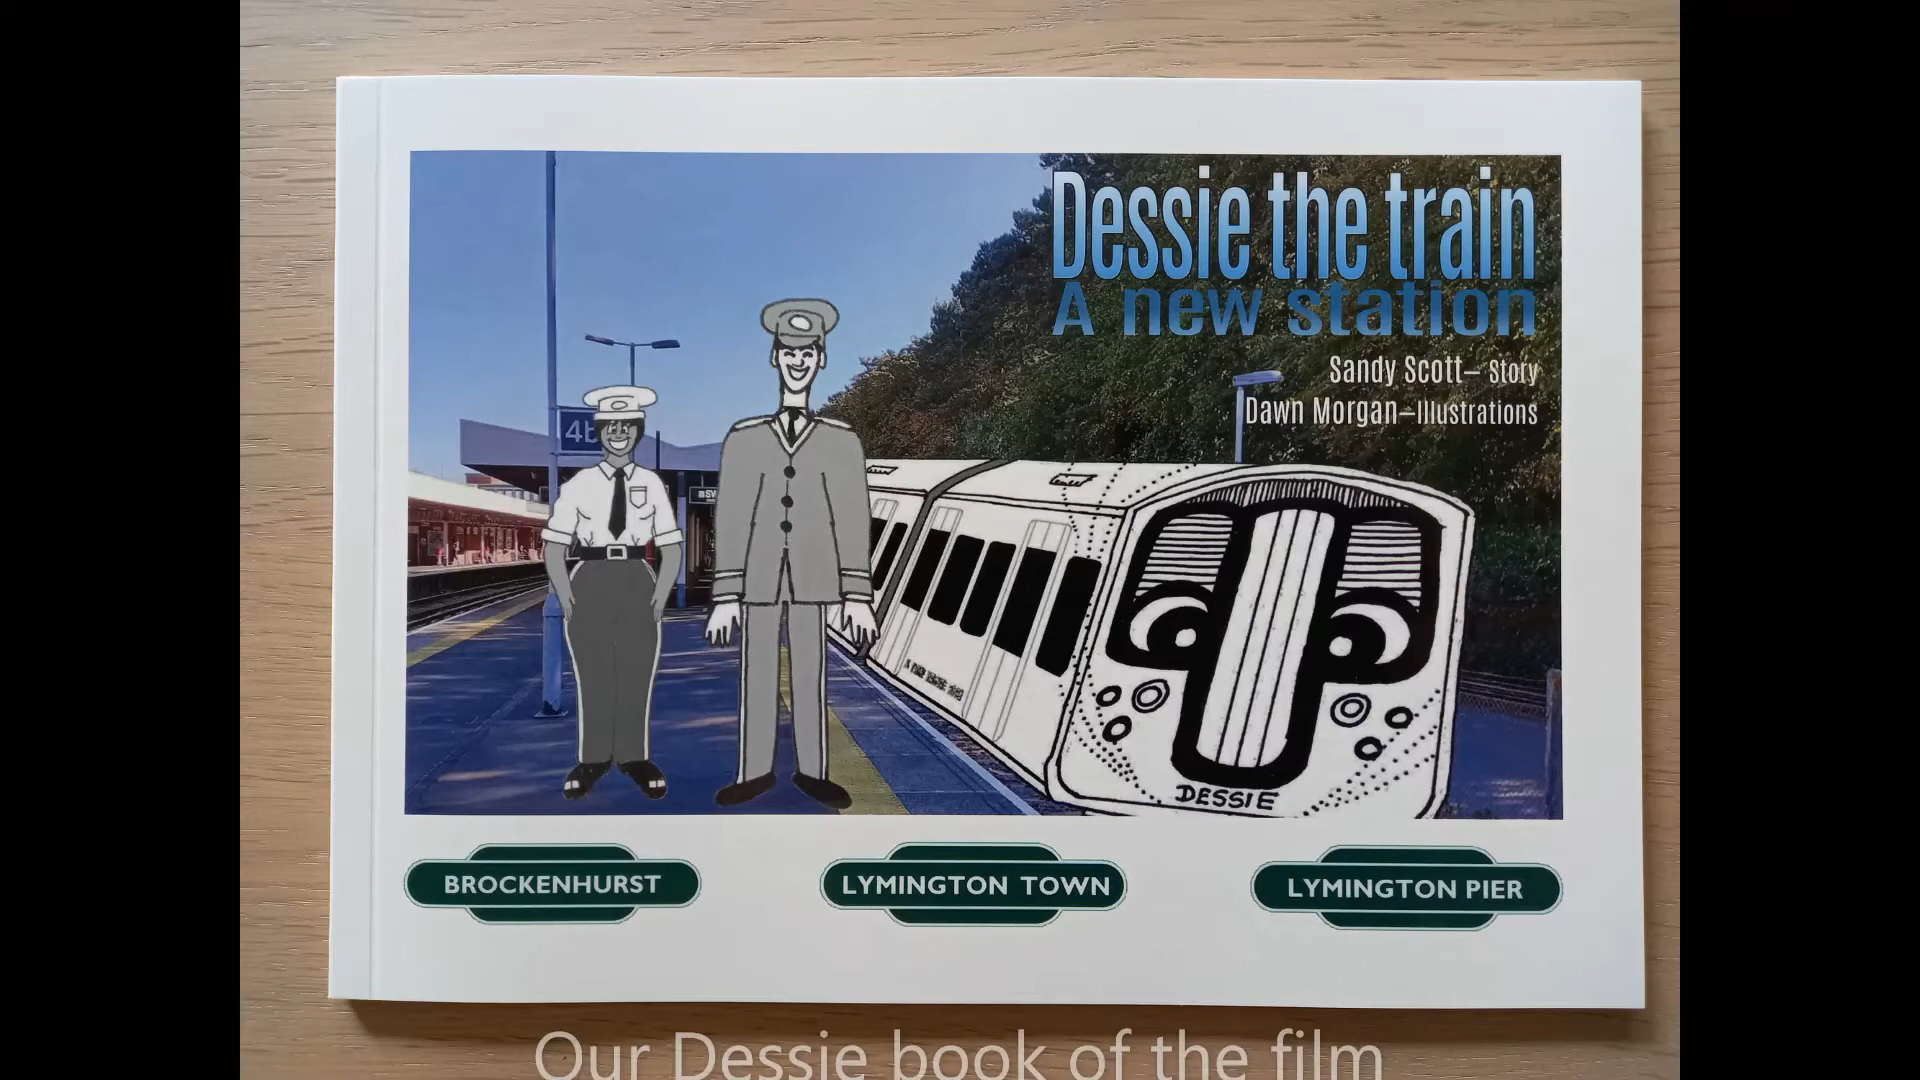 Dessie the train
A new station
Sandy Scott– Story
Dawn Morgan–Illustrations
4b
DESSIE
BROCKENHURST
LYMINGTON TOWN
LYMINGTON PIER
Our Dessie book of the film